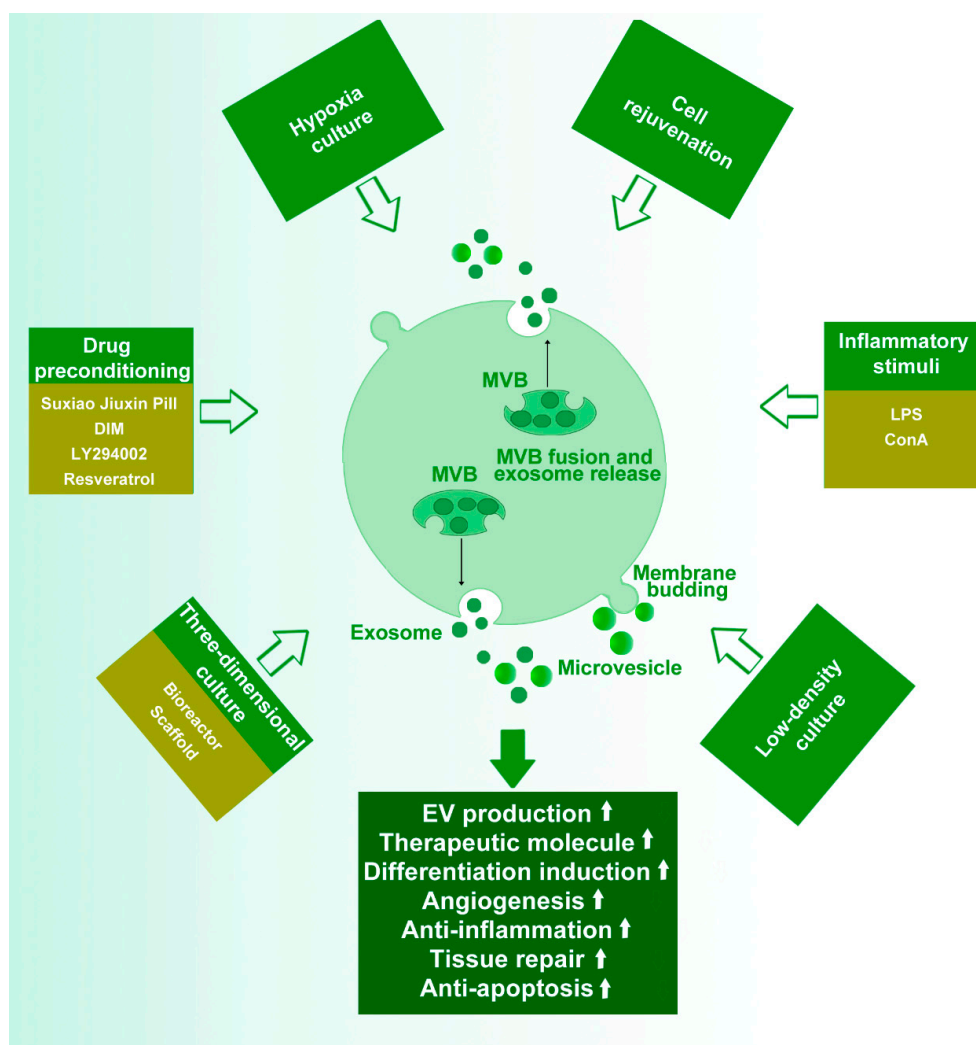 Hypoxia
culture
Cell
rejuvenation
Drug
preconditioning
Suxiao Jiuxin Pill
DIM
LY294002
Resveratrol
Inflammatory
stimuli
LPS
ConA
MVB
MVB fusion and
exosome release
MVB
Membrane
budding
Exosome
Microvesicle
Three-dimensional
culture
Bioreactor
Scaffold
Low-density
culture
EV production ⬆
Therapeutic molecule ⬆
Differentiation induction ⬆
Angiogenesis ⬆
Anti-inflammation ⬆
Tissue repair ⬆
Anti-apoptosis ⬆